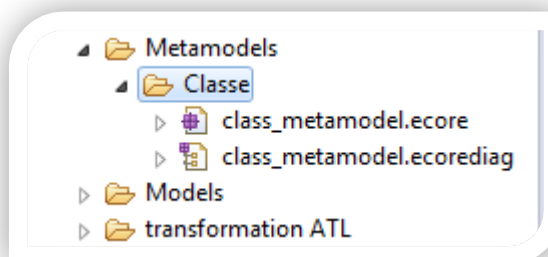 Metamodels
Classe
class_metamodel.ecore
class_metamodel.ecorediag
Models
transformation ATL